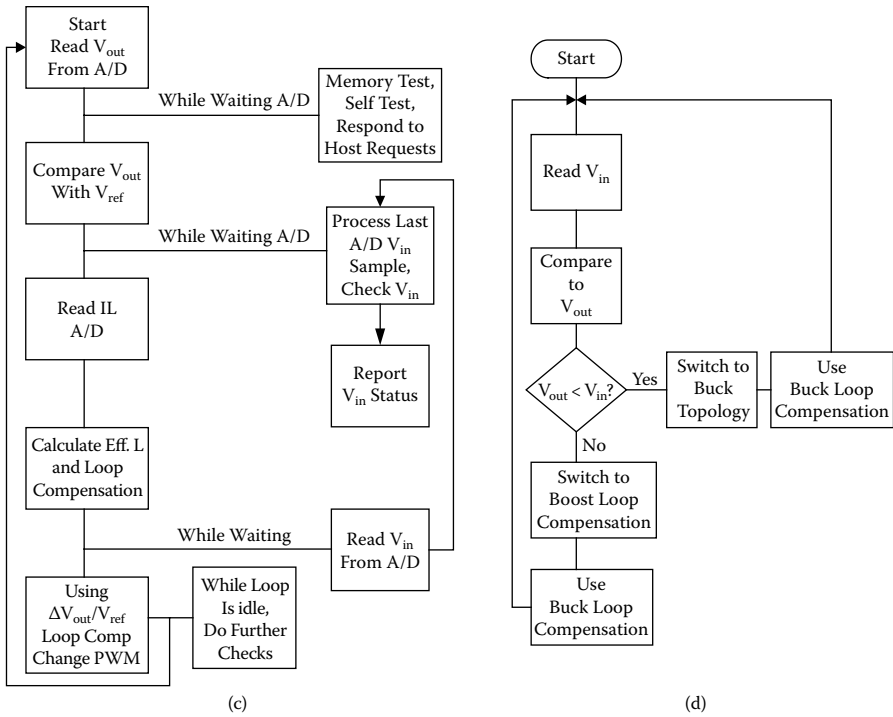 Start
Read V_out
From A/D
While Waiting A/D
Memory Test,
Self Test,
Respond to
Host Requests
Compare V_out
With V_ref
While Waiting A/D
Process Last
A/D V_in
Sample,
Check V_in
Read IL
A/D
Report
V_in Status
Calculate Eff. L
and Loop
Compensation
While Waiting
Read V_in
From A/D
Using
ΔV_out/V_ref
Loop Comp
Change PWM
While Loop
Is idle,
Do Further
Checks
(c)
Start
Read V_in
Compare
to
V_out
V_out < V_in?
Yes
Switch to
Buck
Topology
Use
Buck Loop
Compensation
No
Switch to
Boost Loop
Compensation
Use
Buck Loop
Compensation
(d)